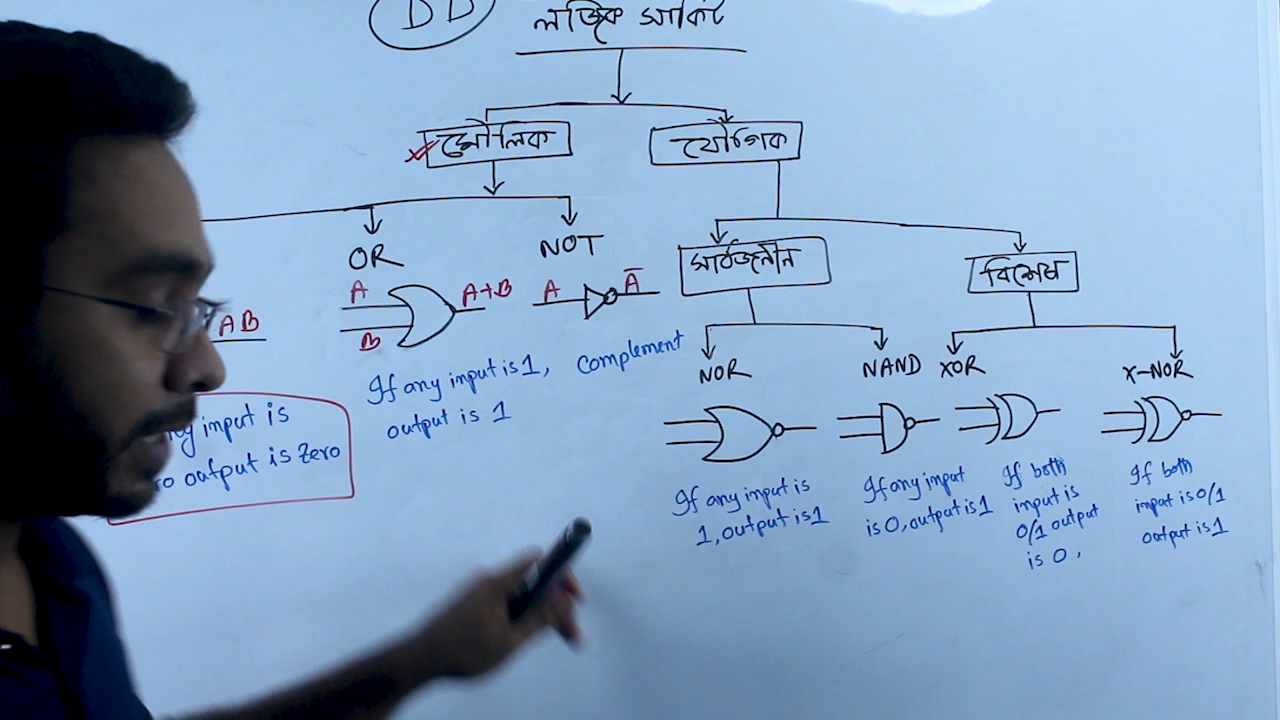 DD
লজিক সার্কিট
মৌলিক
যৌগিক
OR
NOT
সার্বজনীন
বিশেষ
A
B
A+B
A
A̅
AB
NOR
NAND
XOR
X-NOR
If any input is 1,
output is 1
Complement
input is
output is Zero
If any input is
1, output is 1
If any input
is 0, output is 1
If both
input is
0/1 output
is 0,
If both
input is 0/1
output is 1